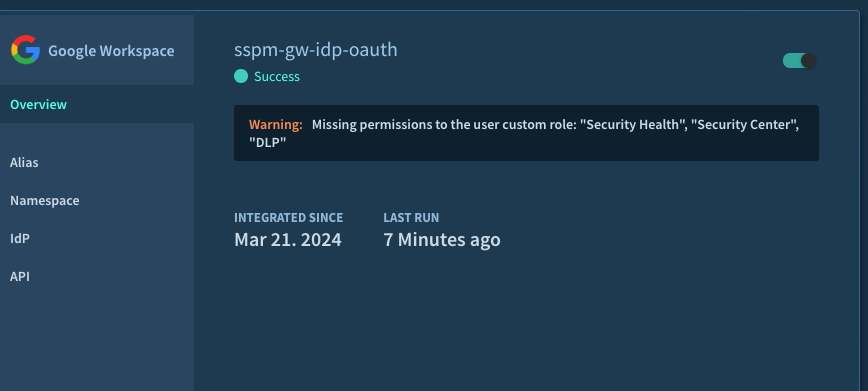 Google Workspace
Overview
Alias
Namespace
IdP
API
sspm-gw-idp-oauth
Success
Warning: Missing permissions to the user custom role: "Security Health", "Security Center",
"DLP"
INTEGRATED SINCE LAST RUN
Mar 21. 2024 7 Minutes ago